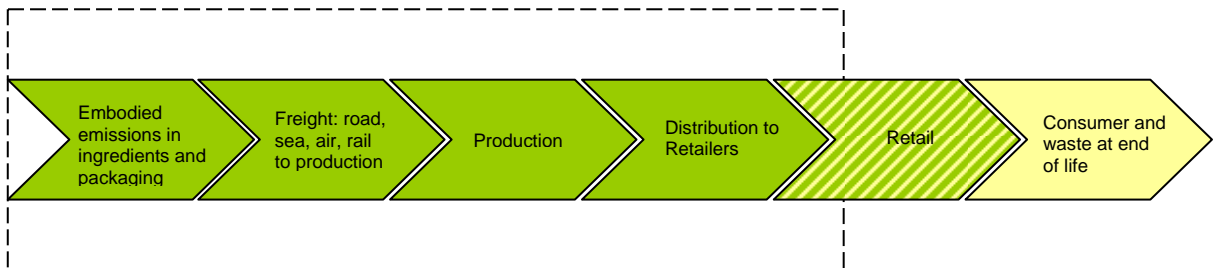 Embodied
emissions in
ingredients and
packaging
Freight: road,
sea, air, rail
to production
Production
Distribution to
Retailers
Retail
Consumer and
waste at end
of life